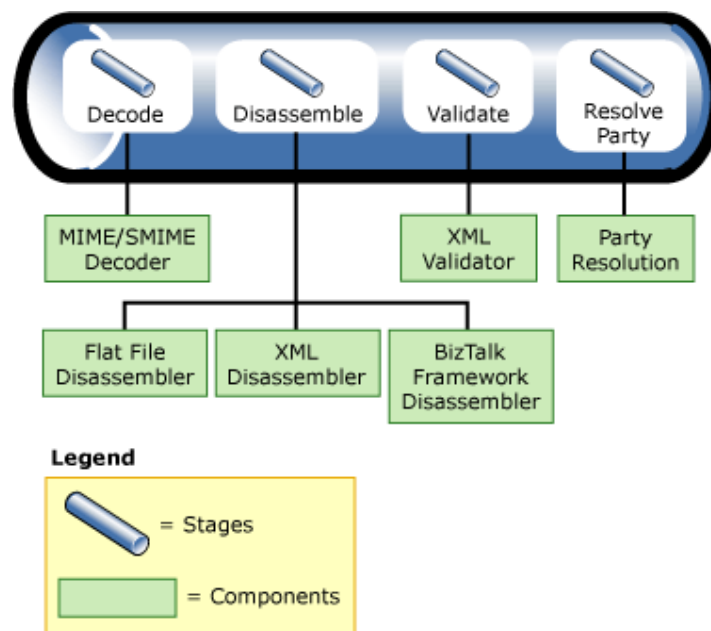 Decode
Disassemble
Validate
Resolve
Party
MIME/SMIME
Decoder
XML
Validator
Party
Resolution
Flat File
Disassembler
XML
Disassembler
BizTalk
Framework
Disassembler
Legend
= Stages
= Components